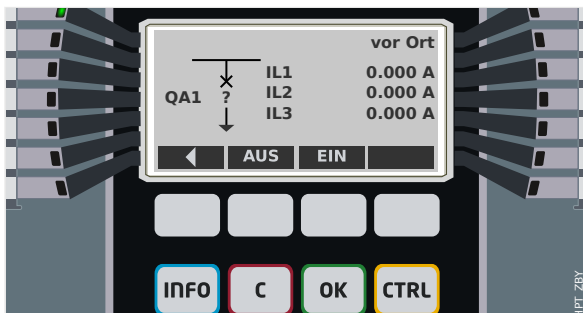 vor Ort
IL1 0.000 A
QA1 ? IL2 0.000 A
IL3 0.000 A
AUS EIN
INFO C OK CTRL